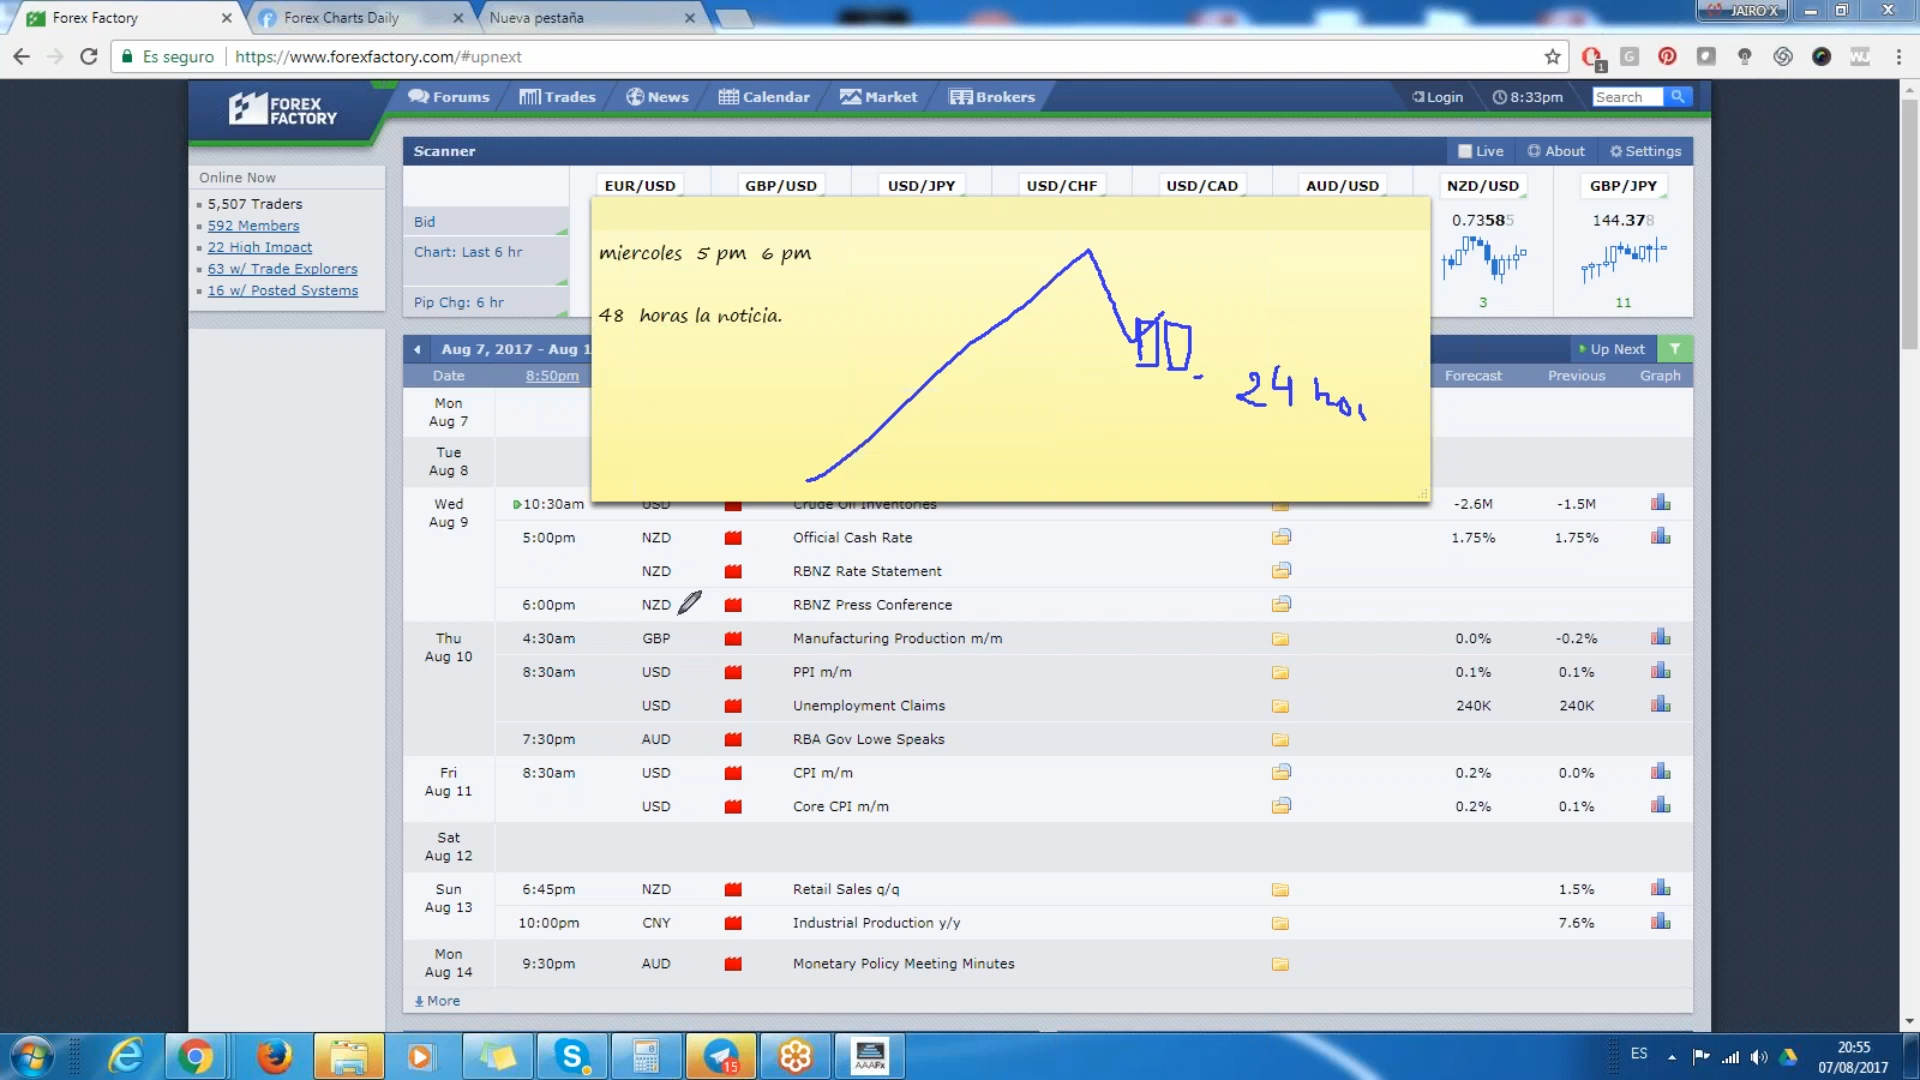 Forex Factory
Forex Charts Daily
Nueva pestaña
JAIRO X
Es seguro
https://www.forexfactory.com/#upnext
1
FOREX
FACTORY
Forums
Trades
News
Calendar
Market
Brokers
Login
8:33pm
Search
Online Now
5,507 Traders
592 Members
22 High Impact
63 w/ Trade Explorers
16 w/ Posted Systems
Scanner
Live
About
Settings
EUR/USD
GBP/USD
USD/JPY
USD/CHF
USD/CAD
AUD/USD
NZD/USD
GBP/JPY
Bid
0.73585
144.378
Chart: Last 6 hr
Pip Chg: 6 hr
3
11
miercoles 5 pm 6 pm
48 horas la noticia.
24 hor
Aug 7, 2017 - Aug 1
Up Next
Date
8:50pm
Forecast
Previous
Graph
Mon
Aug 7
Tue
Aug 8
Wed
Aug 9
10:30am USD Crude Oil Inventories -2.6M -1.5M
5:00pm NZD Official Cash Rate 1.75% 1.75%
NZD RBNZ Rate Statement
6:00pm NZD RBNZ Press Conference
Thu
Aug 10
4:30am GBP Manufacturing Production m/m 0.0% -0.2%
8:30am USD PPI m/m 0.1% 0.1%
USD Unemployment Claims 240K 240K
7:30pm AUD RBA Gov Lowe Speaks
Fri
Aug 11
8:30am USD CPI m/m 0.2% 0.0%
USD Core CPI m/m 0.2% 0.1%
Sat
Aug 12
Sun
Aug 13
6:45pm NZD Retail Sales q/q 1.5%
10:00pm CNY Industrial Production y/y 7.6%
Mon
Aug 14
9:30pm AUD Monetary Policy Meeting Minutes
More
15
AAAFx
ES
20:55
07/08/2017